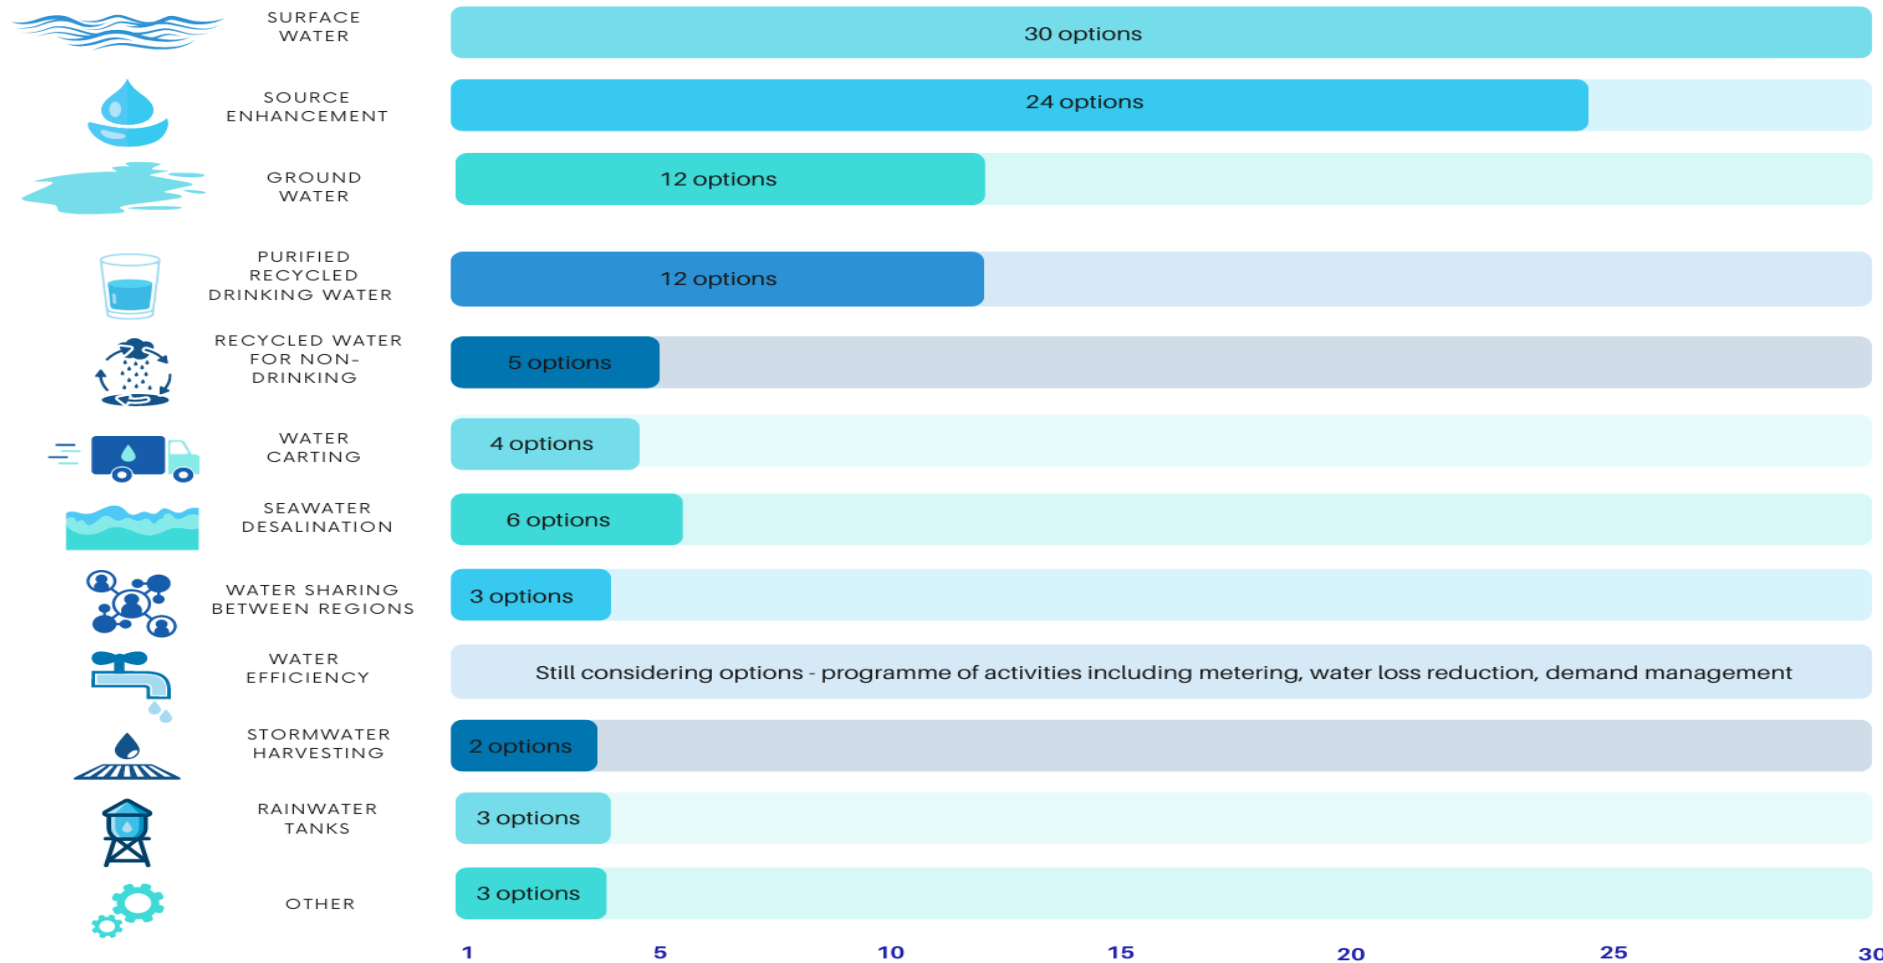 SURFACE
WATER
30 options
SOURCE
ENHANCEMENT
24 options
GROUND
WATER
12 options
PURIFIED
RECYCLED
DRINKING WATER
12 options
RECYCLED WATER
FOR NON-
DRINKING
5 options
WATER
CARTING
4 options
SEAWATER
DESALINATION
6 options
WATER SHARING
BETWEEN REGIONS
3 options
WATER
EFFICIENCY
Still considering options - programme of activities including metering, water loss reduction, demand management
STORMWATER
HARVESTING
2 options
RAINWATER
TANKS
3 options
OTHER
3 options
1 5 10 15 20 25 30